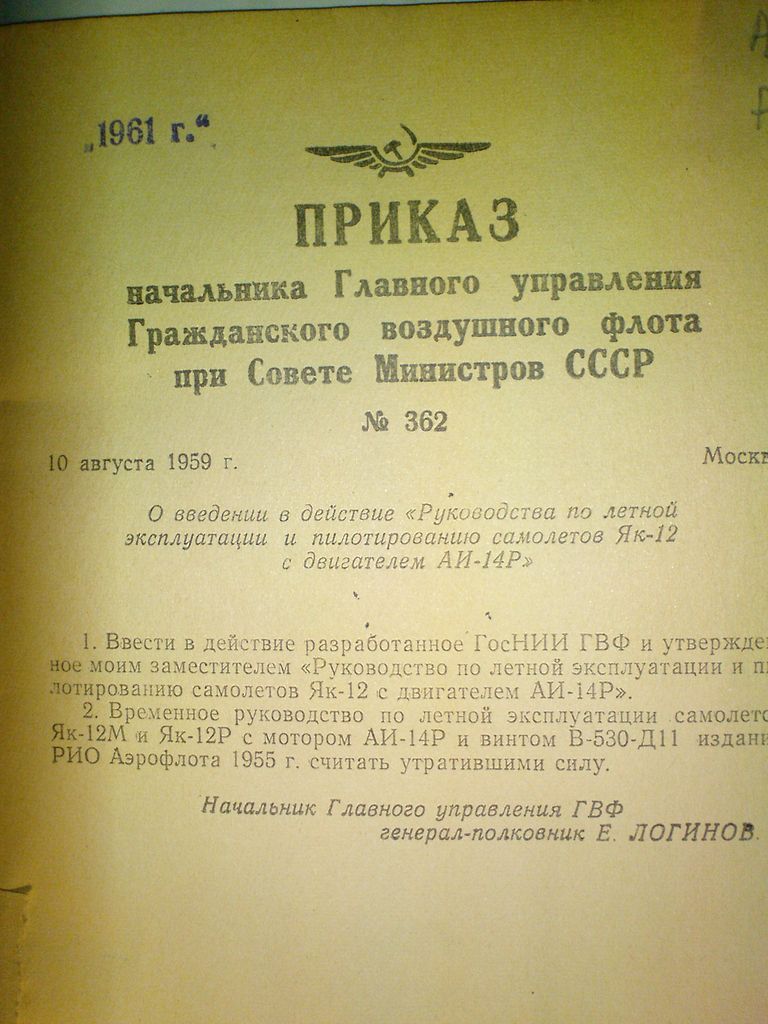 „1961 г.“
ПРИКАЗ
начальника Главного управления
Гражданского воздушного флота
при Совете Министров СССР
№ 362
10 августа 1959 г. Москв
О введении в действие «Руководства по летной
эксплуатации и пилотированию самолетов Як-12
с двигателем АИ-14Р»
1. Ввести в действие разработанное ГосНИИ ГВФ и утвержде
ное моим заместителем «Руководство по летной эксплуатации и п
лотированию самолетов Як-12 с двигателем АИ-14Р».
2. Временное руководство по летной эксплуатации самолето
Як-12М и Як-12Р с мотором АИ-14Р и винтом В-530-Д11 издани
РИО Аэрофлота 1955 г. считать утратившими силу.
Начальник Главного управления ГВФ
генерал-полковник Е. ЛОГИНОВ.